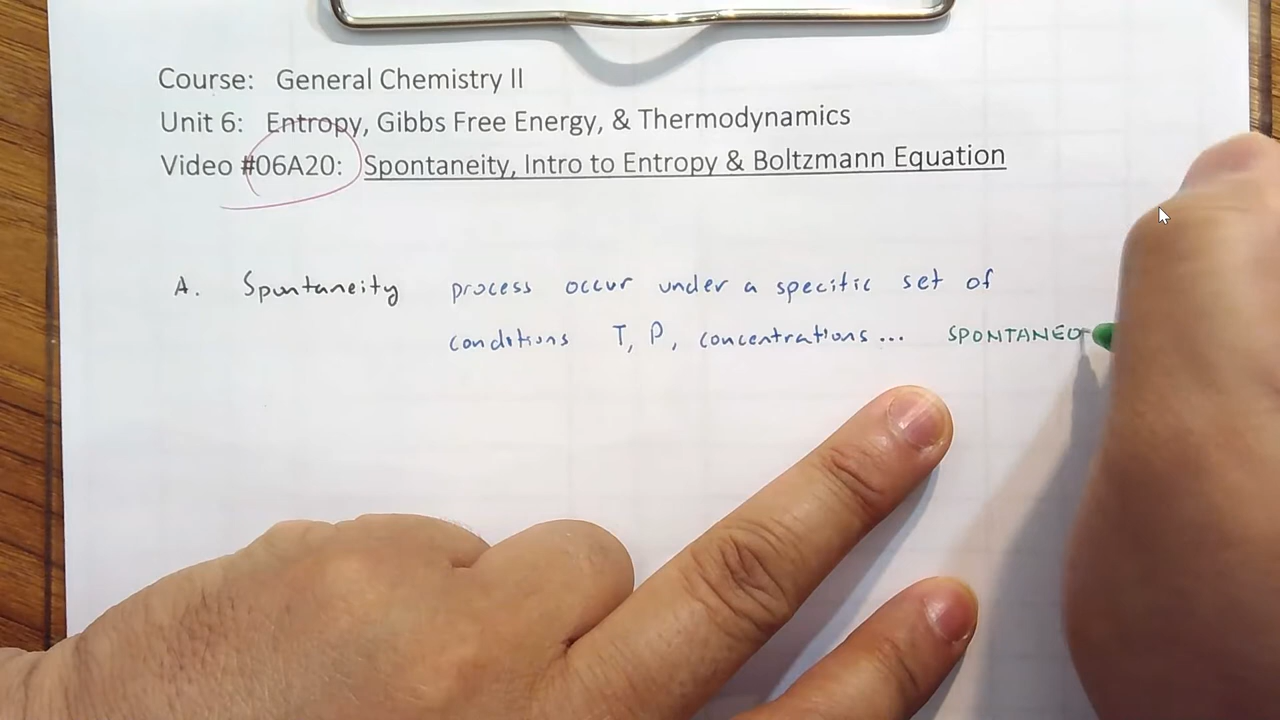 Course: General Chemistry II
Unit 6: Entropy, Gibbs Free Energy, & Thermodynamics
Video #06A20: Spontaneity, Intro to Entropy & Boltzmann Equation
A. Spontaneity process occur under a specific set of
conditions T, P, concentrations... SPONTANEO